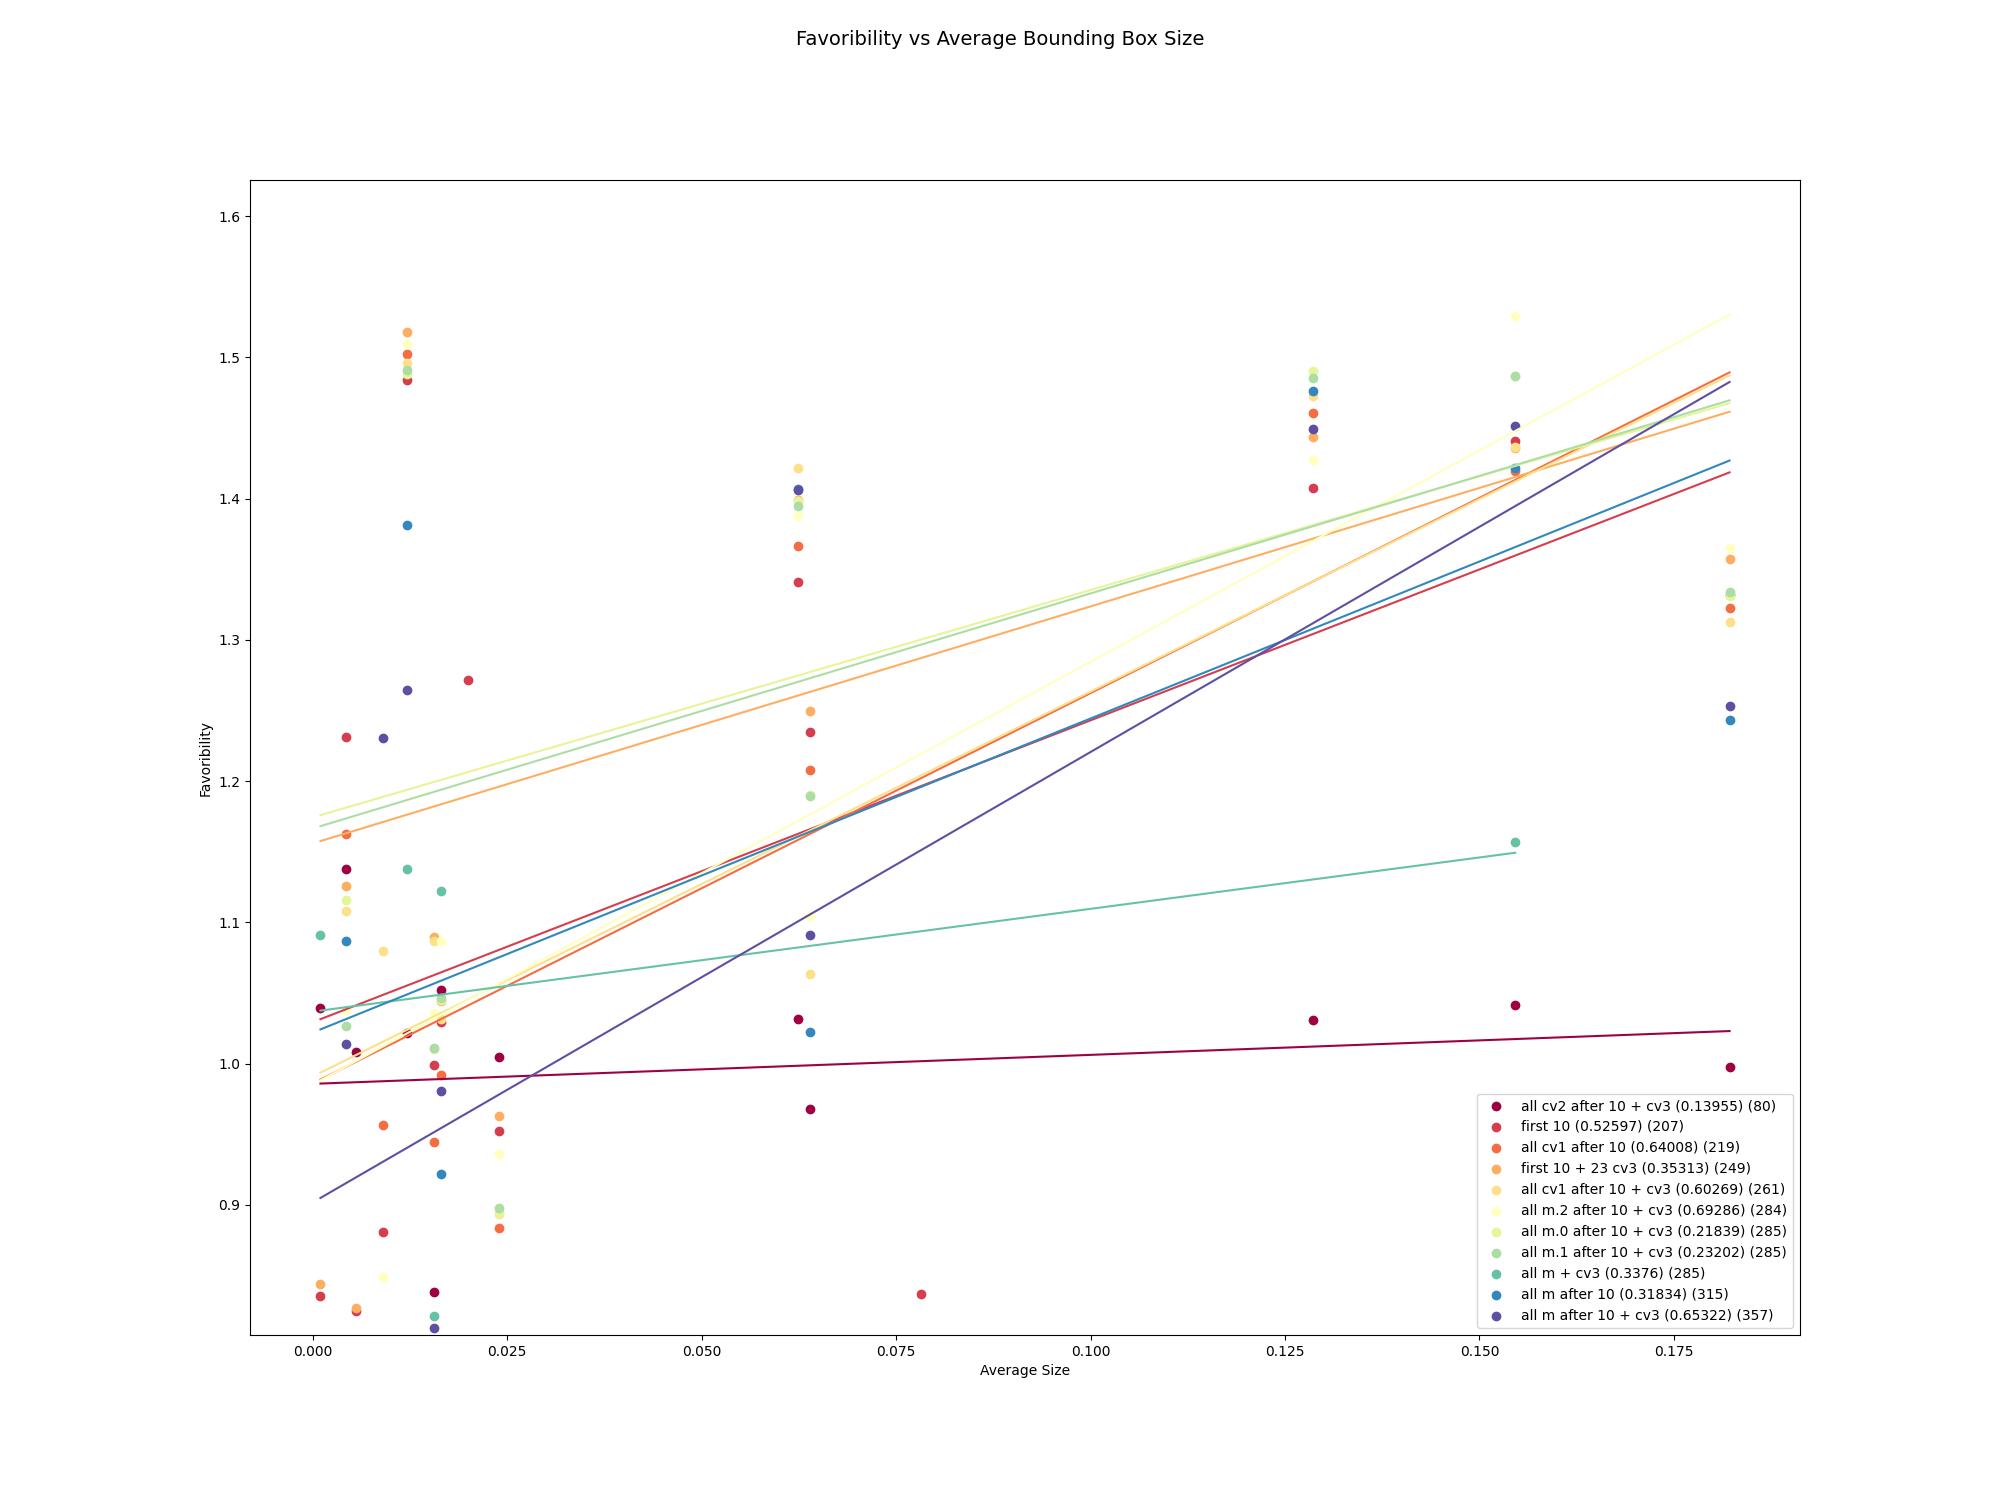 Favoribility vs Average Bounding Box Size
1.6
1.5
1.4
1.3
1.2
1.1
1.0
0.9
Favoribility
0.000 0.025 0.050 0.075 0.100 0.125 0.150 0.175
Average Size
all cv2 after 10 + cv3 (0.13955) (80)
first 10 (0.52597) (207)
all cv1 after 10 (0.64008) (219)
first 10 + 23 cv3 (0.35313) (249)
all cv1 after 10 + cv3 (0.60269) (261)
all m.2 after 10 + cv3 (0.69286) (284)
all m.0 after 10 + cv3 (0.21839) (285)
all m.1 after 10 + cv3 (0.23202) (285)
all m + cv3 (0.3376) (285)
all m after 10 (0.31834) (315)
all m after 10 + cv3 (0.65322) (357)